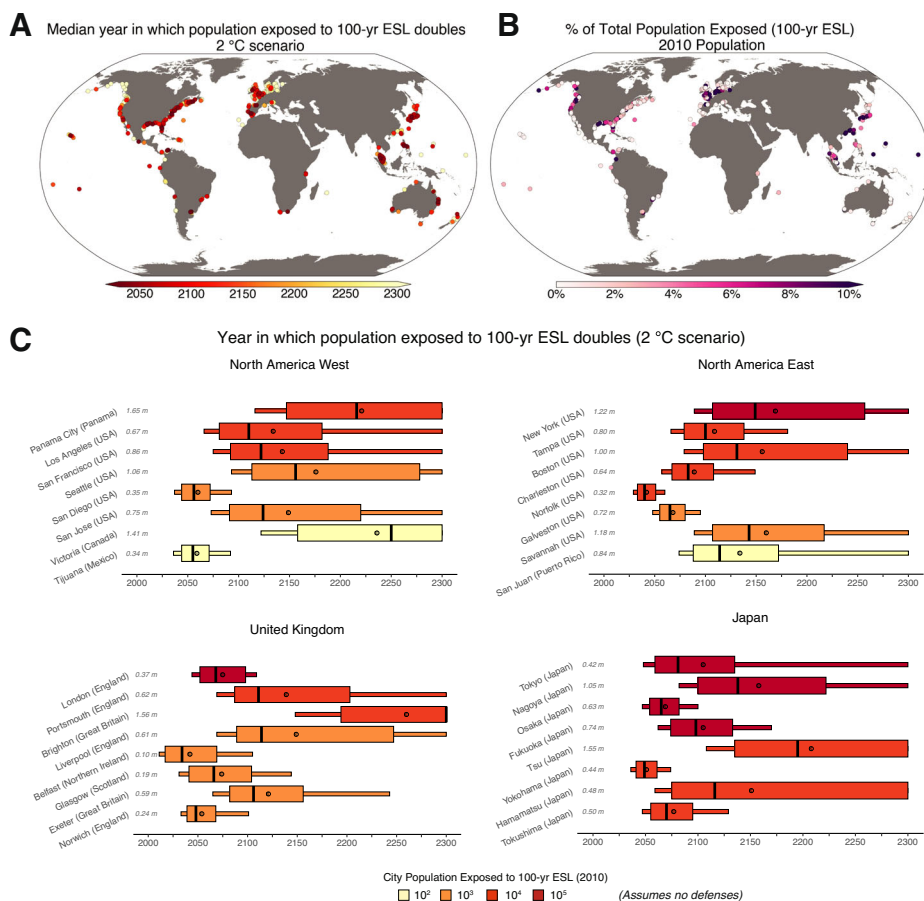 A
Median year in which population exposed to 100-yr ESL doubles
2 °C scenario
2050 2100 2150 2200 2250 2300
B
% of Total Population Exposed (100-yr ESL)
2010 Population
0% 2% 4% 6% 8% 10%
C
Year in which population exposed to 100-yr ESL doubles (2 °C scenario)
North America West
Panama City (Panama) 1.65 m
Los Angeles (USA) 0.67 m
San Francisco (USA) 0.86 m
Seattle (USA) 1.06 m
San Diego (USA) 0.35 m
San Jose (USA) 0.75 m
Victoria (Canada) 1.41 m
Tijuana (Mexico) 0.34 m
2000 2050 2100 2150 2200 2250 2300
North America East
New York (USA) 1.22 m
Tampa (USA) 0.80 m
Boston (USA) 1.00 m
Charleston (USA) 0.64 m
Norfolk (USA) 0.32 m
Galveston (USA) 0.72 m
Savannah (USA) 1.18 m
San Juan (Puerto Rico) 0.84 m
2000 2050 2100 2150 2200 2250 2300
United Kingdom
London (England) 0.37 m
Portsmouth (England) 0.62 m
Brighton (Great Britain) 1.56 m
Liverpool (England) 0.61 m
Belfast (Northern Ireland) 0.10 m
Glasgow (Scotland) 0.19 m
Exeter (Great Britain) 0.59 m
Norwich (England) 0.24 m
2000 2050 2100 2150 2200 2250 2300
Japan
Tokyo (Japan) 0.42 m
Nagoya (Japan) 1.05 m
Osaka (Japan) 0.63 m
Fukuoka (Japan) 0.74 m
Tsu (Japan) 1.55 m
Yokohama (Japan) 0.44 m
Hamamatsu (Japan) 0.48 m
Tokushima (Japan) 0.50 m
2000 2050 2100 2150 2200 2250 2300
City Population Exposed to 100-yr ESL (2010)
10² 10³ 10⁴ 10⁵ (Assumes no defenses)